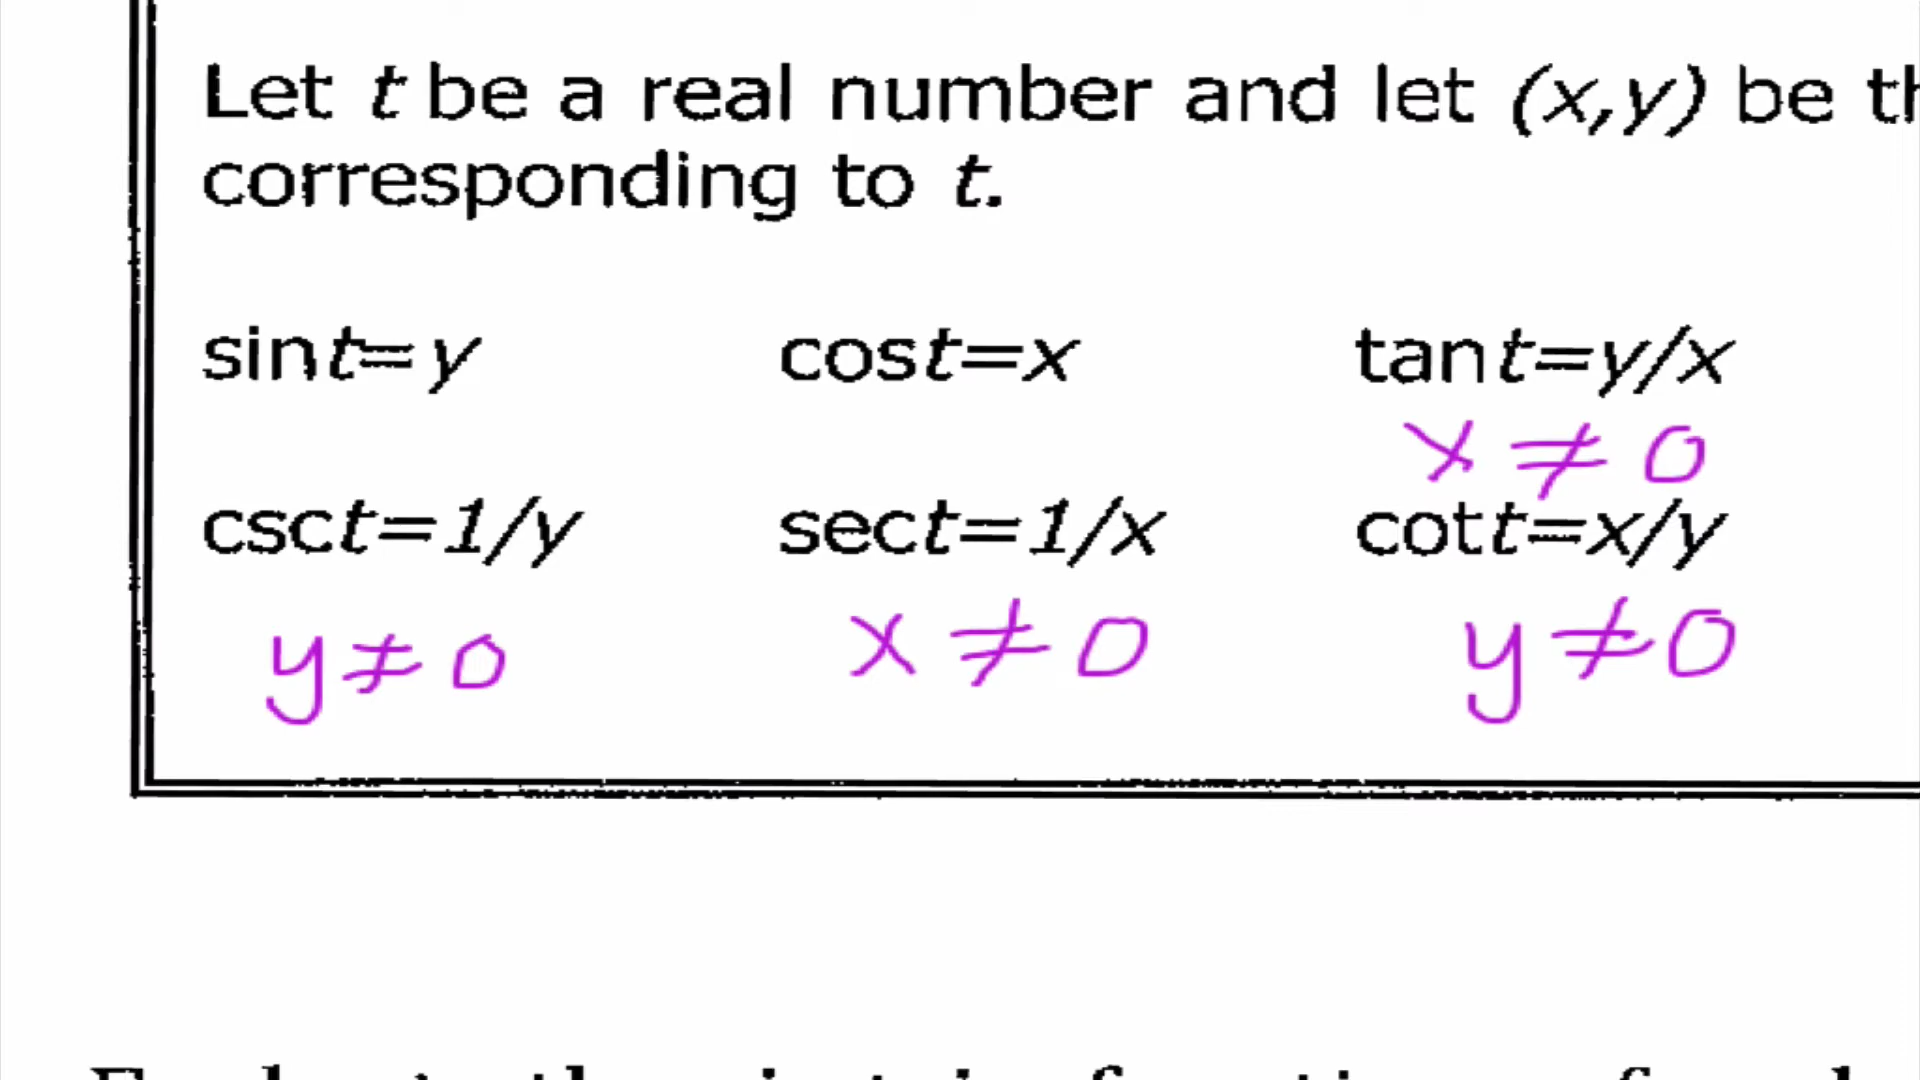 Let t be a real number and let (x,y) be
corresponding to t.
sint=y cost=x tant=y/x
x ≠ 0
csct=1/y sect=1/x cott=x/y
y ≠ 0 x ≠ 0 y ≠ 0